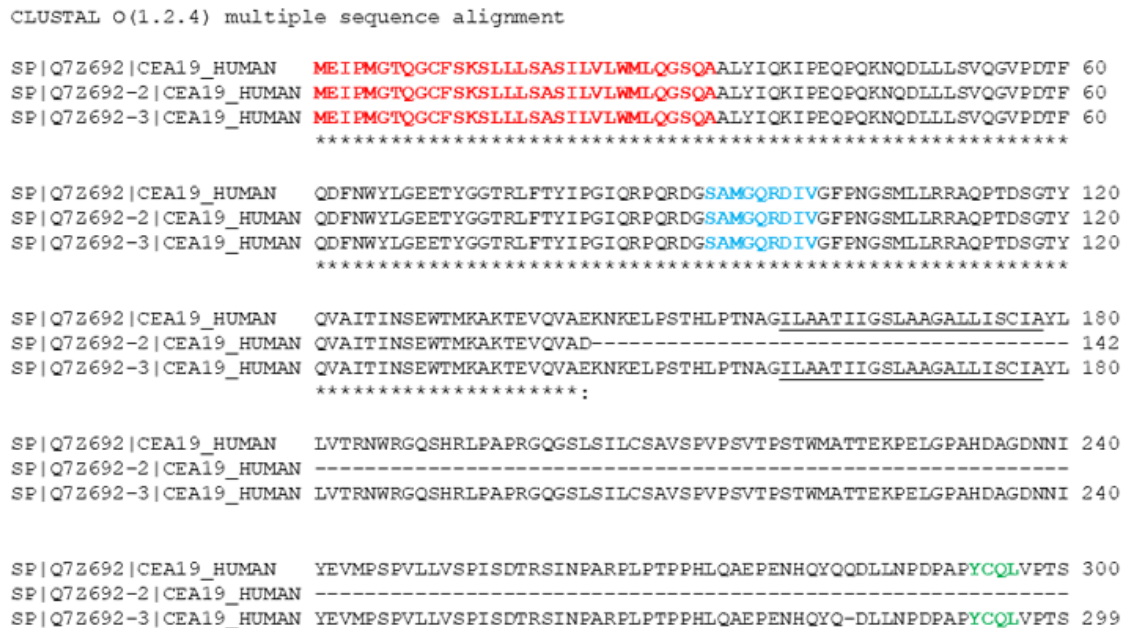 CLUSTAL O(1.2.4) multiple sequence alignment
SP|Q7Z692|CEA19_HUMAN MEIPMGTQGCFSKSLLLSASILVLWMLQGSQAALYIQKIPEQPQKNQDLLLSVQGVPDTF 60
SP|Q7Z692-2|CEA19_HUMAN MEIPMGTQGCFSKSLLLSASILVLWMLQGSQAALYIQKIPEQPQKNQDLLLSVQGVPDTF 60
SP|Q7Z692-3|CEA19_HUMAN MEIPMGTQGCFSKSLLLSASILVLWMLQGSQAALYIQKIPEQPQKNQDLLLSVQGVPDTF 60
************************************************************
SP|Q7Z692|CEA19_HUMAN QDFNWYLGEETYGGTRLFTYIPGIQRPQRDGSAMGQRDIVGFPNGSMLLRRAQPTDSGTY 120
SP|Q7Z692-2|CEA19_HUMAN QDFNWYLGEETYGGTRLFTYIPGIQRPQRDGSAMGQRDIVGFPNGSMLLRRAQPTDSGTY 120
SP|Q7Z692-3|CEA19_HUMAN QDFNWYLGEETYGGTRLFTYIPGIQRPQRDGSAMGQRDIVGFPNGSMLLRRAQPTDSGTY 120
************************************************************
SP|Q7Z692|CEA19_HUMAN QVAITINSEWTMKAKTEVQVAEKNKELPSTHLPTNAGILAATIIGSLAAGALLISCIAYL 180
SP|Q7Z692-2|CEA19_HUMAN QVAITINSEWTMKAKTEVQVAD-------------------------------------- 142
SP|Q7Z692-3|CEA19_HUMAN QVAITINSEWTMKAKTEVQVAEKNKELPSTHLPTNAGILAATIIGSLAAGALLISCIAYL 180
*********************:
SP|Q7Z692|CEA19_HUMAN LVTRNWRGQSHRLPAPRGQGSLSILCSAVSPVPSVTPSTWMATTEKPELGPAHDAGDNNI 240
SP|Q7Z692-2|CEA19_HUMAN ------------------------------------------------------------
SP|Q7Z692-3|CEA19_HUMAN LVTRNWRGQSHRLPAPRGQGSLSILCSAVSPVPSVTPSTWMATTEKPELGPAHDAGDNNI 240
SP|Q7Z692|CEA19_HUMAN YEVMPSPVLLVSPISDTRSINPARPLPTPPHLQAEPENHQYQQDLLNPDPAPYCQLVPTS 300
SP|Q7Z692-2|CEA19_HUMAN ------------------------------------------------------------
SP|Q7Z692-3|CEA19_HUMAN YEVMPSPVLLVSPISDTRSINPARPLPTPPHLQAEPENHQYQ-DLLNPDPAPYCQLVPTS 299